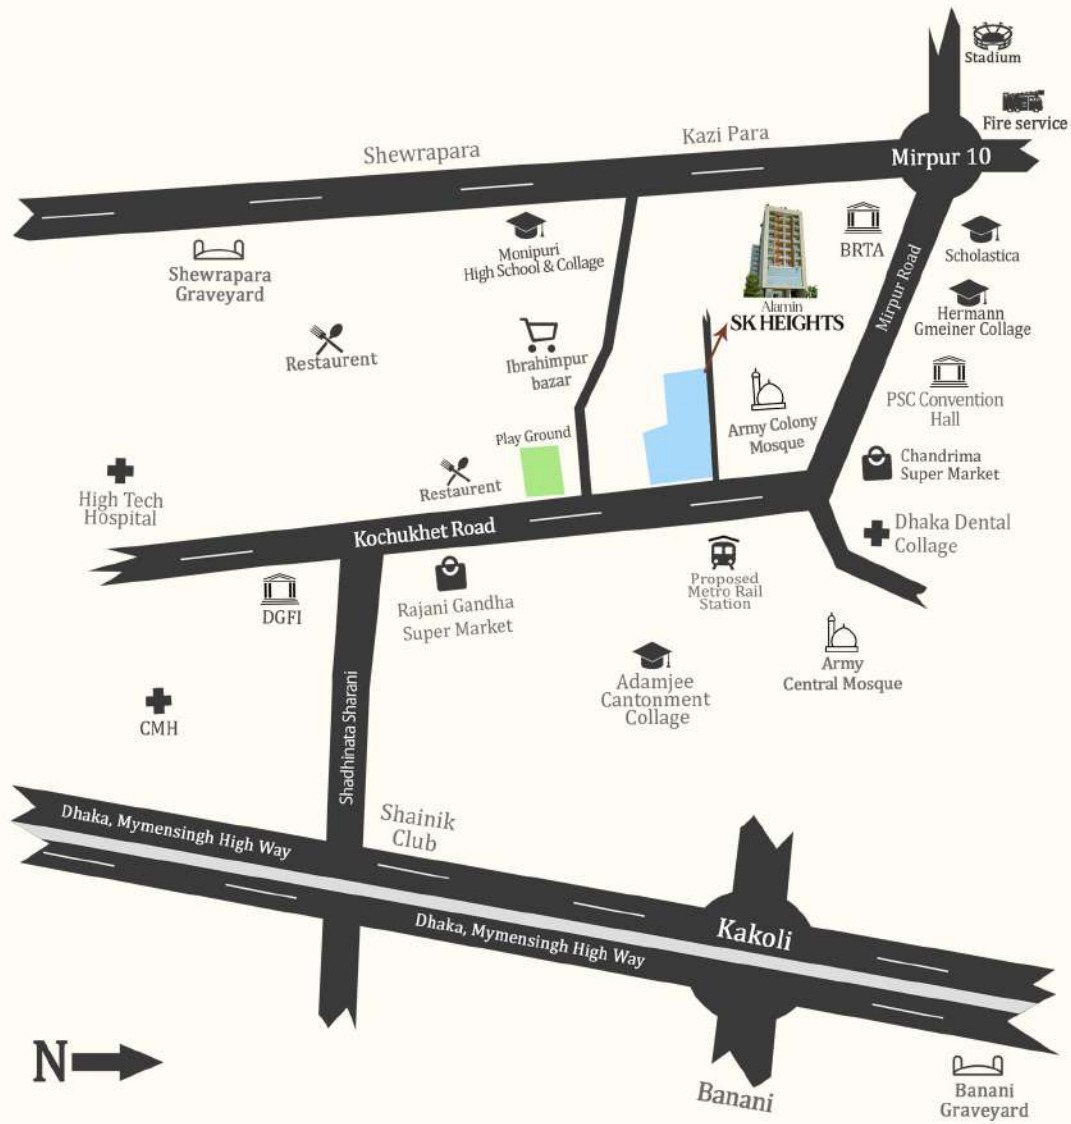 Stadium
Fire service
Kazi Para
Shewrapara
Mirpur 10
Monipuri
High School & Collage
BRTA
Scholastica
Shewrapara
Graveyard
Mirpur Road
Hermann
Gmeiner Collage
Alamin
SK HEIGHTS
Restaurent
Ibrahimpur
bazar
PSC Convention
Hall
Army Colony
Mosque
Play Ground
Chandrima
Super Market
High Tech
Hospital
Restaurent
Kochukhet Road
Dhaka Dental
Collage
DGFI
Rajani Gandha
Super Market
Proposed
Metro Rail
Station
Adamjee
Cantonment
Collage
Army
Central Mosque
CMH
Shadhinata Sharani
Shainik
Club
Dhaka, Mymensingh High Way
Dhaka, Mymensingh High Way
Kakoli
N
Banani
Banani
Graveyard